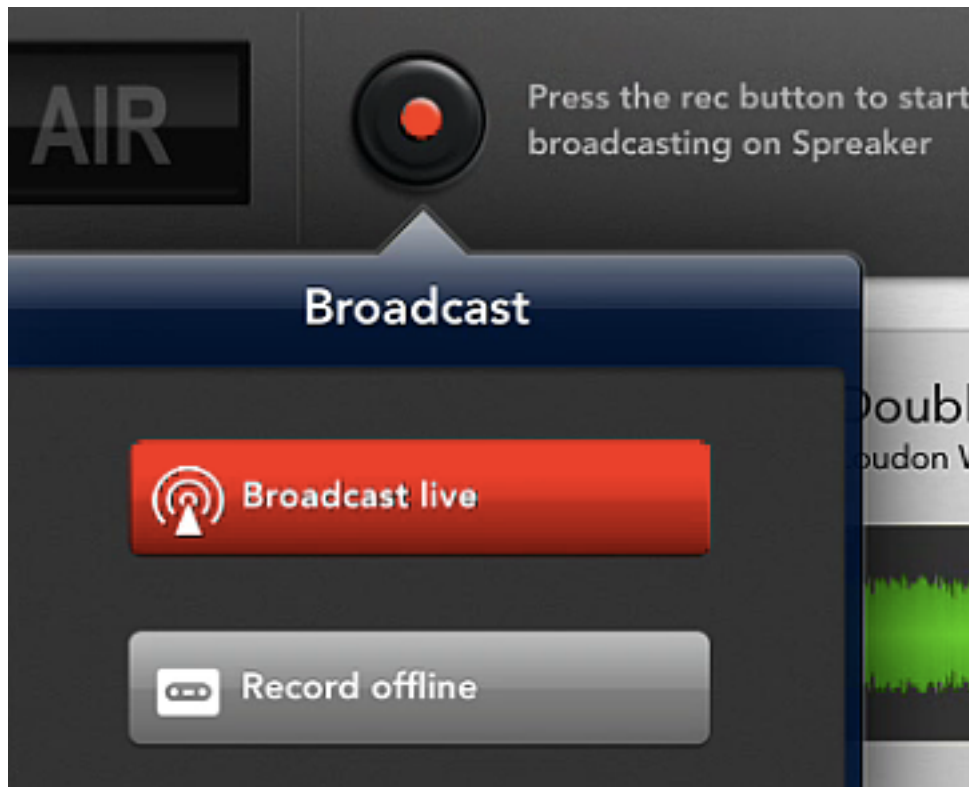 AIR
Press the rec button to start
broadcasting on Spreaker
Broadcast
Broadcast live
Record offline